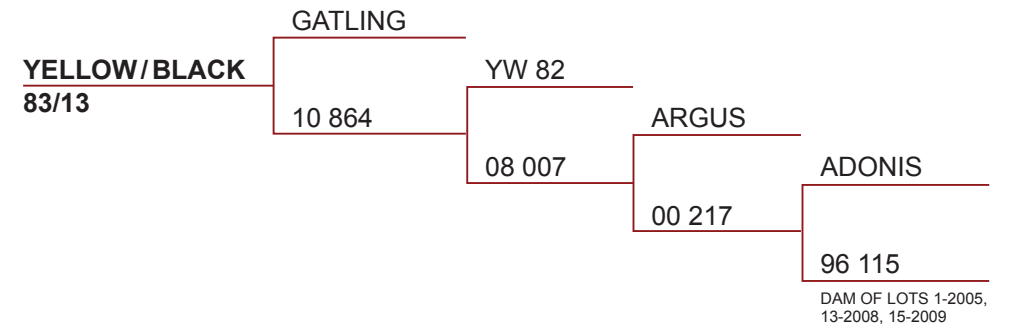 GATLING
YELLOW/BLACK
83/13
10 864
YW 82
08 007
ARGUS
00 217
ADONIS
96 115
DAM OF LOTS 1-2005,
13-2008, 15-2009